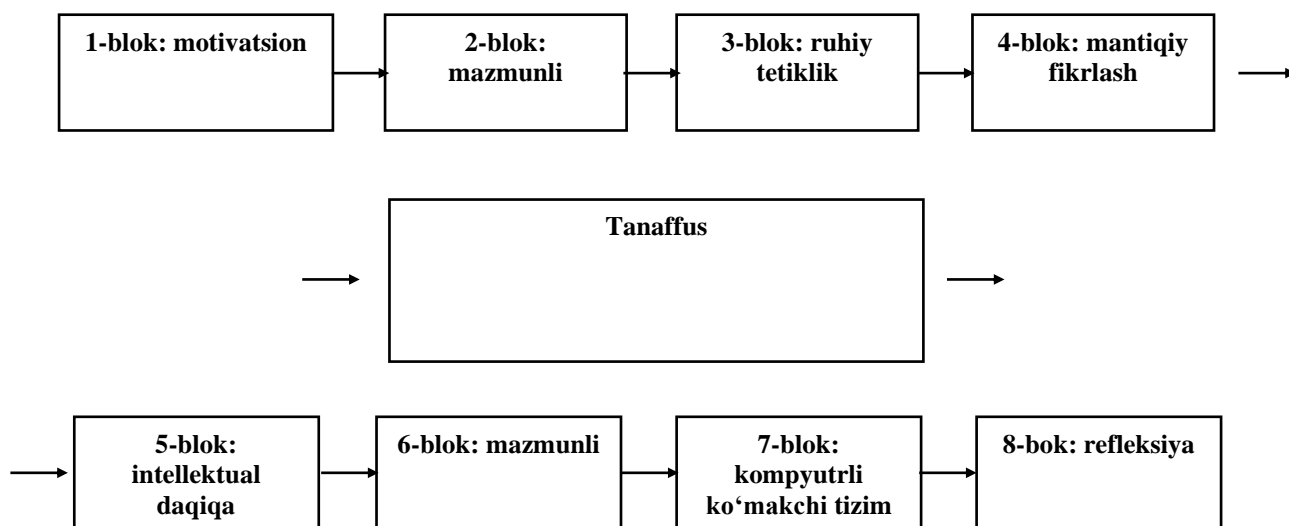 1-blok: motivatsion
2-blok:
mazmunli
3-blok: ruhiy
tetiklik
4-blok: mantiqiy
fikrlash
Tanaffus
5-blok:
intellektual
daqiqa
6-blok: mazmunli
7-blok:
kompyutrli
ko‘makchi tizim
8-bok: refleksiya